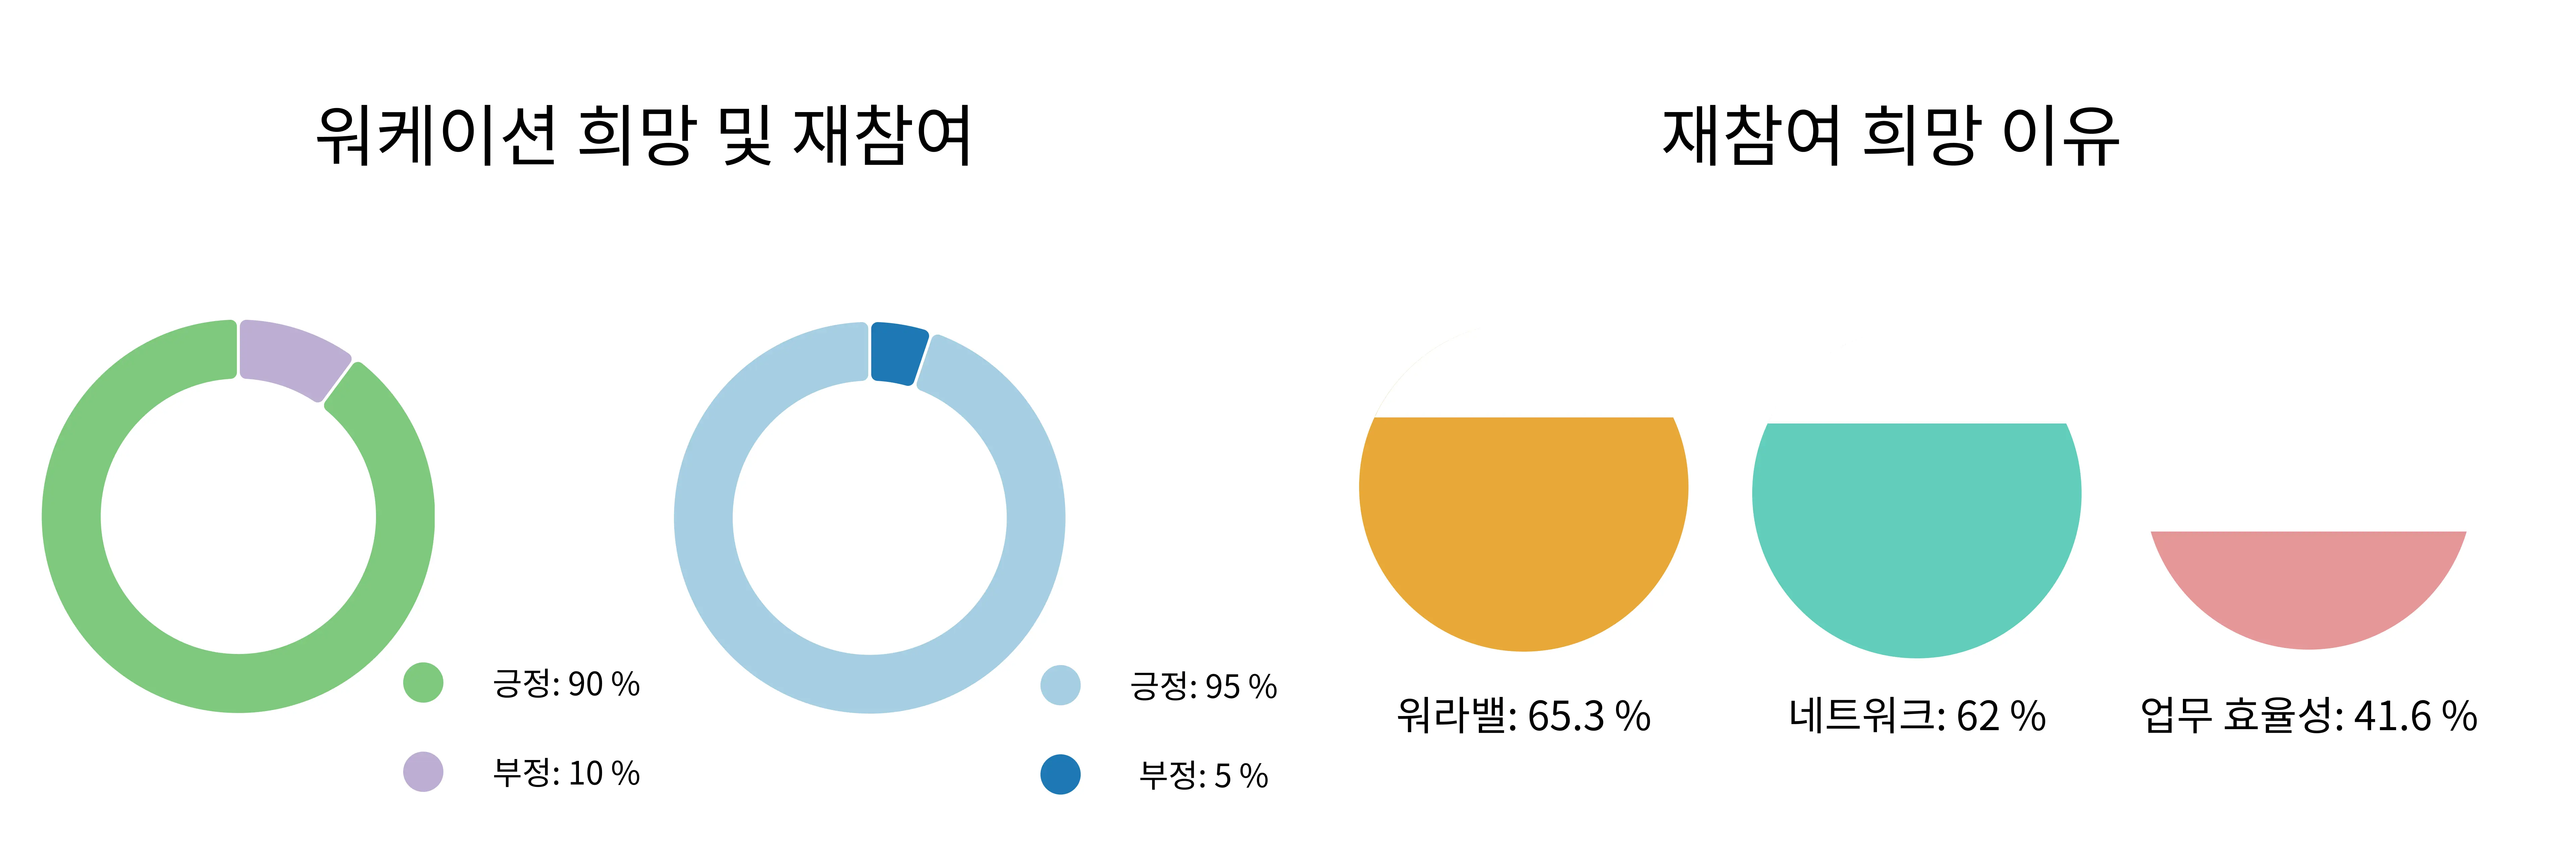 워케이션 희망 및 재참여
긍정: 90 %
부정: 10 %
긍정: 95 %
부정: 5 %
재참여 희망 이유
워라밸: 65.3 %
네트워크: 62 %
업무 효율성: 41.6 %